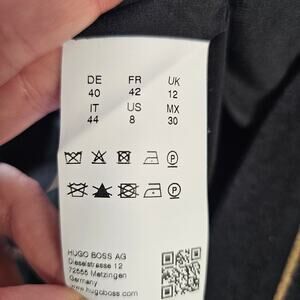 DE FR UK
40 42 12
IT US MX
44 8 30
P
P
HUGO BOSS AG
Dieselstrasse 12
72555 Metzingen
Germany
www.hugoboss.com